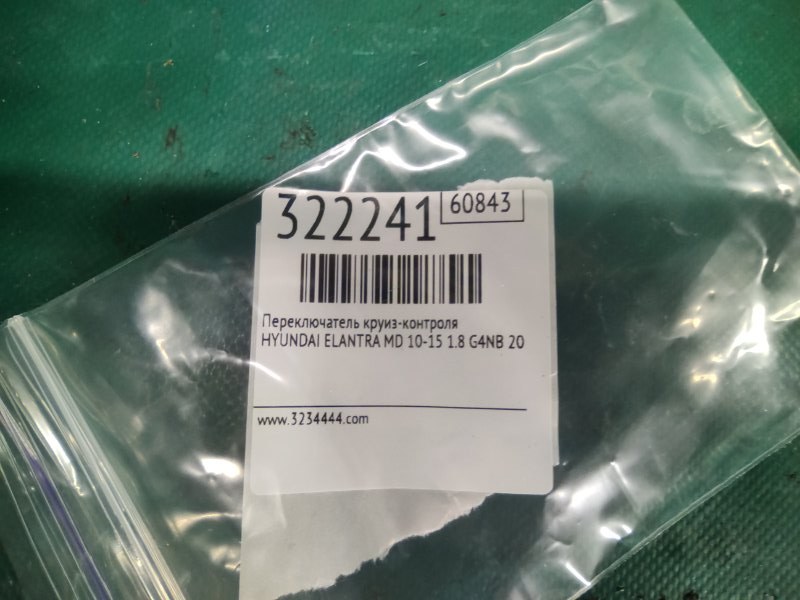 322241
60843
Переключатель круиз-контроля
HYUNDAI ELANTRA MD 10-15 1.8 G4NB 20
www.3234444.com